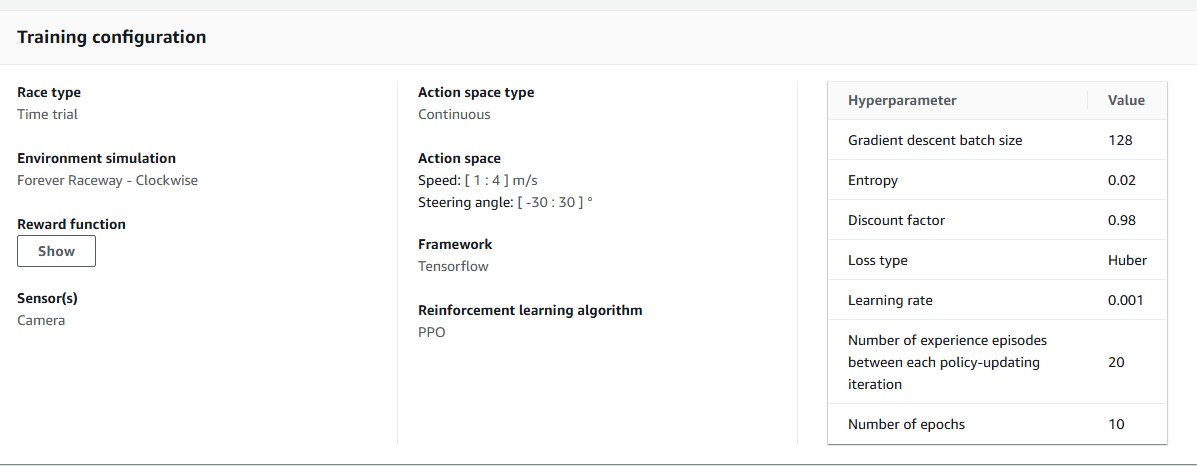 Training configuration
Race type
Time trial
Environment simulation
Forever Raceway - Clockwise
Reward function
Show
Sensor(s)
Camera
Action space type
Continuous
Action space
Speed: [ 1 : 4 ] m/s
Steering angle: [ -30 : 30 ] °
Framework
Tensorflow
Reinforcement learning algorithm
PPO
Hyperparameter Value
Gradient descent batch size 128
Entropy 0.02
Discount factor 0.98
Loss type Huber
Learning rate 0.001
Number of experience episodes
between each policy-updating 20
iteration
Number of epochs 10